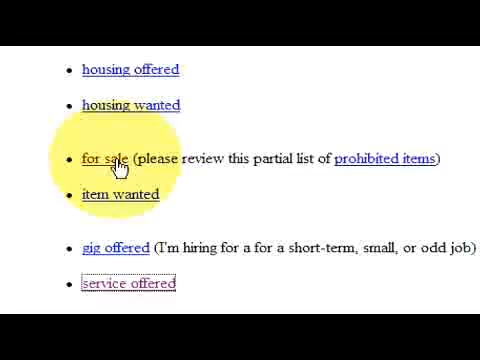 housing offered
housing wanted
for sale (please review this partial list of prohibited items)
item wanted
gig offered (I'm hiring for a for a short-term, small, or odd job)
service offered